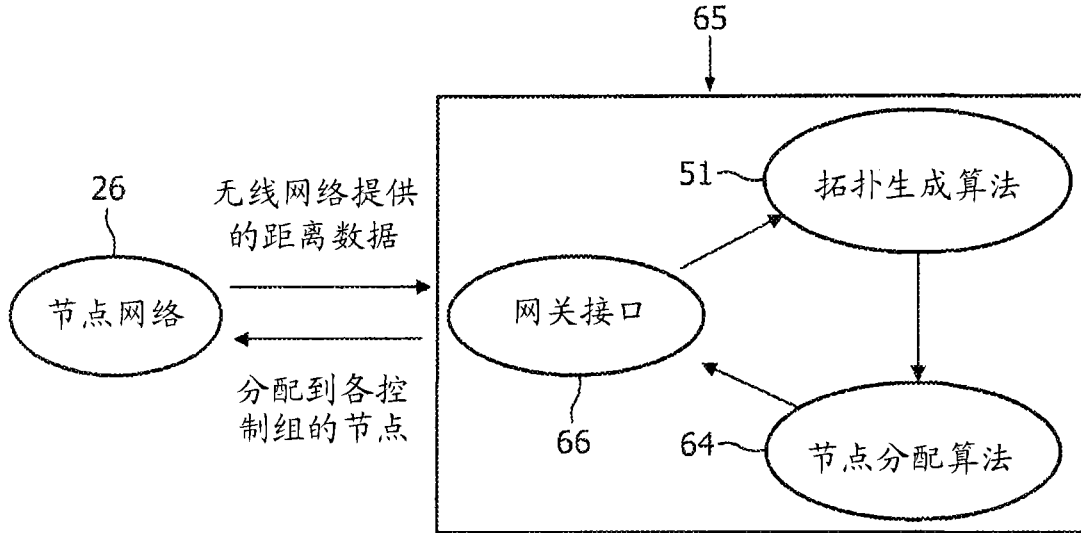 65
51
拓扑生成算法
26
无线网络提供
的距离数据
节点网络
网关接口
分配到各控
制组的节点
66
64
节点分配算法